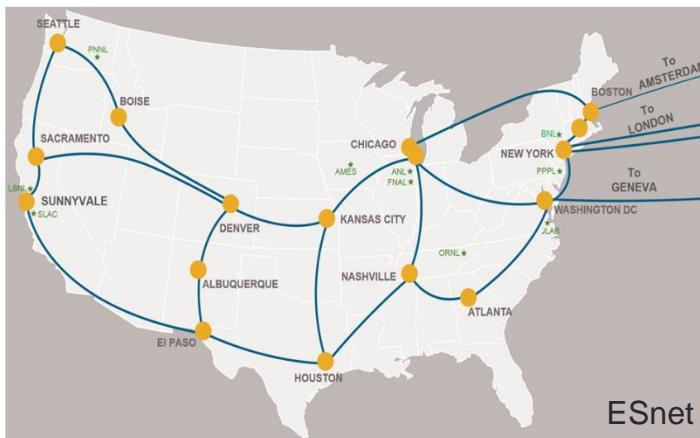 SEATTLE
PNNL
BOISE
SACRAMENTO
LBNL
SUNNYVALE
SLAC
DENVER
ALBUQUERQUE
El PASO
HOUSTON
KANSAS CITY
AMES
CHICAGO
ANL
FNAL
NASHVILLE
ORNL
ATLANTA
WASHINGTON DC
JLAB
PPPL
NEW YORK
BNL
BOSTON
To
AMSTERDAM
To
LONDON
To
GENEVA
ESnet